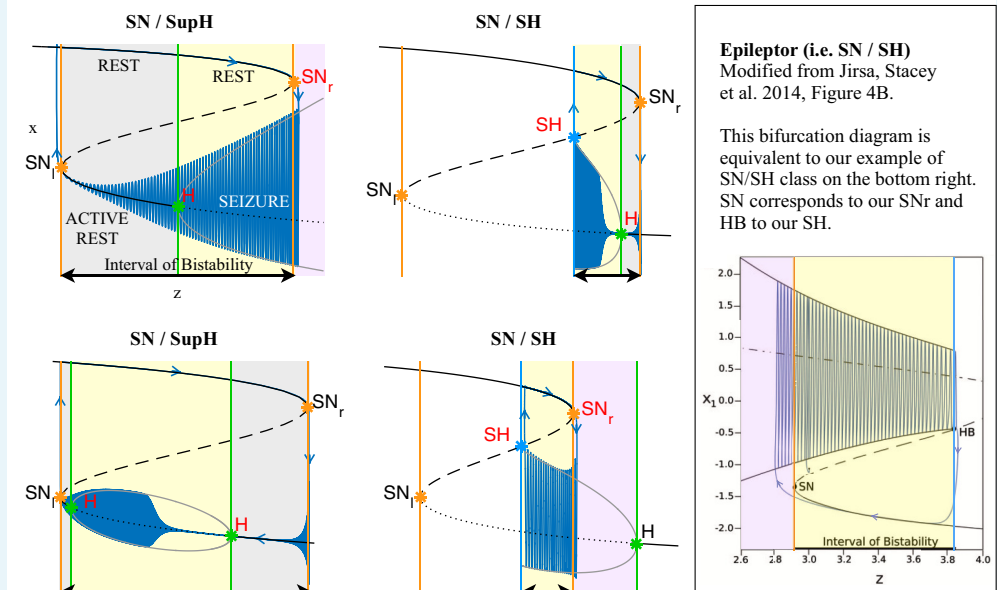 SN / SupH
REST
REST
SNr
x
SNl
H
SEIZURE
ACTIVE
REST
Interval of Bistability
z
SN / SH
SNr
SH
SNl
H
Epileptor (i.e. SN / SH)
Modified from Jirsa, Stacey
et al. 2014, Figure 4B.
This bifurcation diagram is
equivalent to our example of
SN/SH class on the bottom right.
SN corresponds to our SNr and
HB to our SH.
SN / SupH
SNr
SNl
H
H
SN / SH
SNr
SH
SNl
H
2.0
1.5
1.0
0.5
x1 0.0
-0.5
-1.0
-1.5
-2.0
HB
SN
Interval of Bistability
2.6 2.8 3.0 3.2 3.4 3.6 3.8 4.0
z